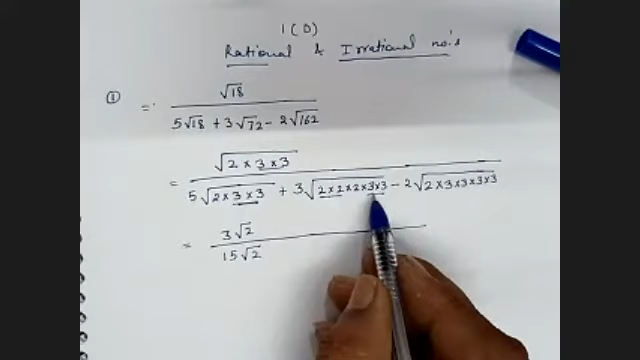 1(D)
Rational & Irrational no's
① = √18 / 5√18 + 3√72 - 2√162
= √2 × 3 × 3 / 5√2 × 3 × 3 + 3√2 × 2 × 2 × 3 × 3 - 2√2 × 3 × 3 × 3 × 3
= 3√2 / 15√2